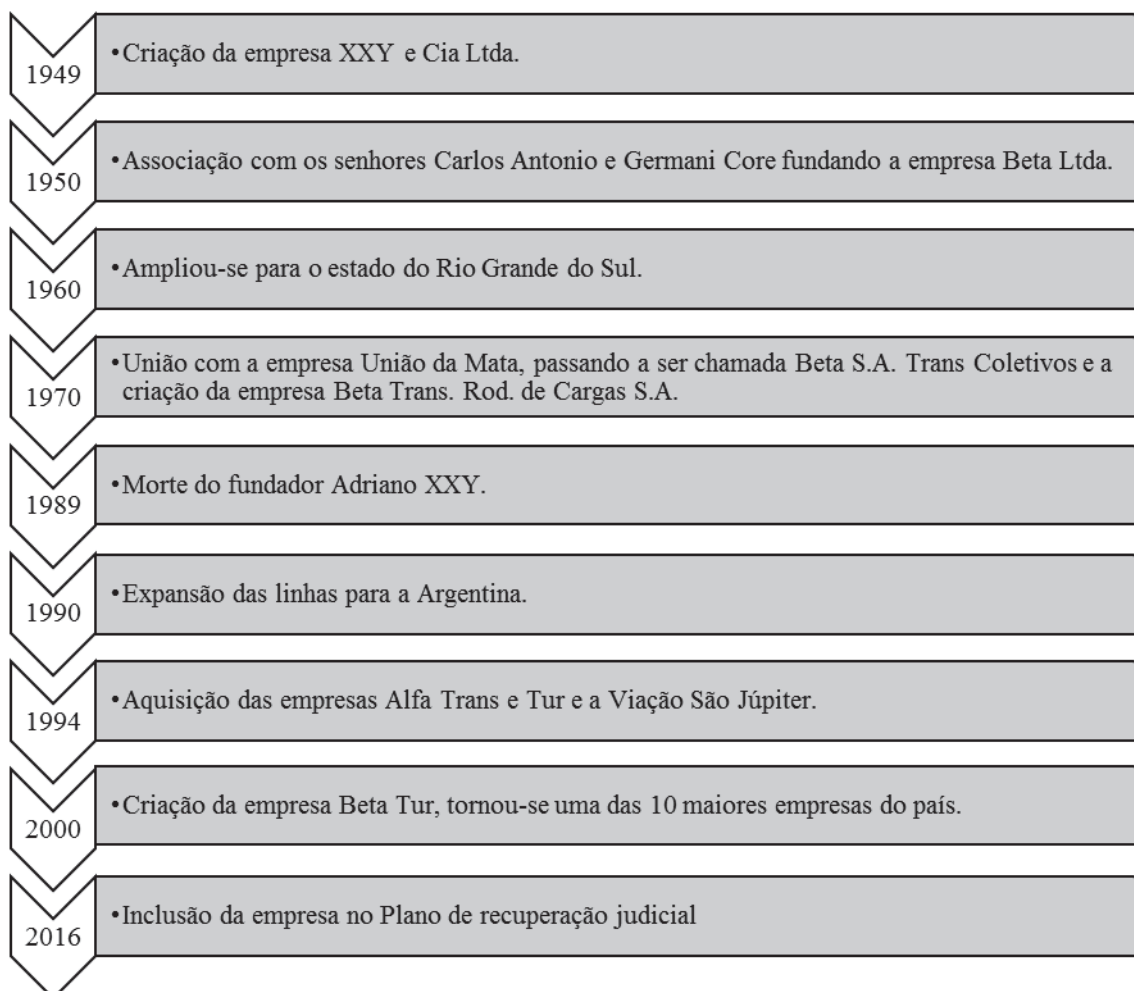 1949
•Criação da empresa XXY e Cia Ltda.
1950
•Associação com os senhores Carlos Antonio e Germani Core fundando a empresa Beta Ltda.
1960
•Ampliou-se para o estado do Rio Grande do Sul.
1970
•União com a empresa União da Mata, passando a ser chamada Beta S.A. Trans Coletivos e a
criação da empresa Beta Trans. Rod. de Cargas S.A.
1989
•Morte do fundador Adriano XXY.
1990
•Expansão das linhas para a Argentina.
1994
•Aquisição das empresas Alfa Trans e Tur e a Viação São Júpiter.
2000
•Criação da empresa Beta Tur, tornou-se uma das 10 maiores empresas do país.
2016
•Inclusão da empresa no Plano de recuperação judicial